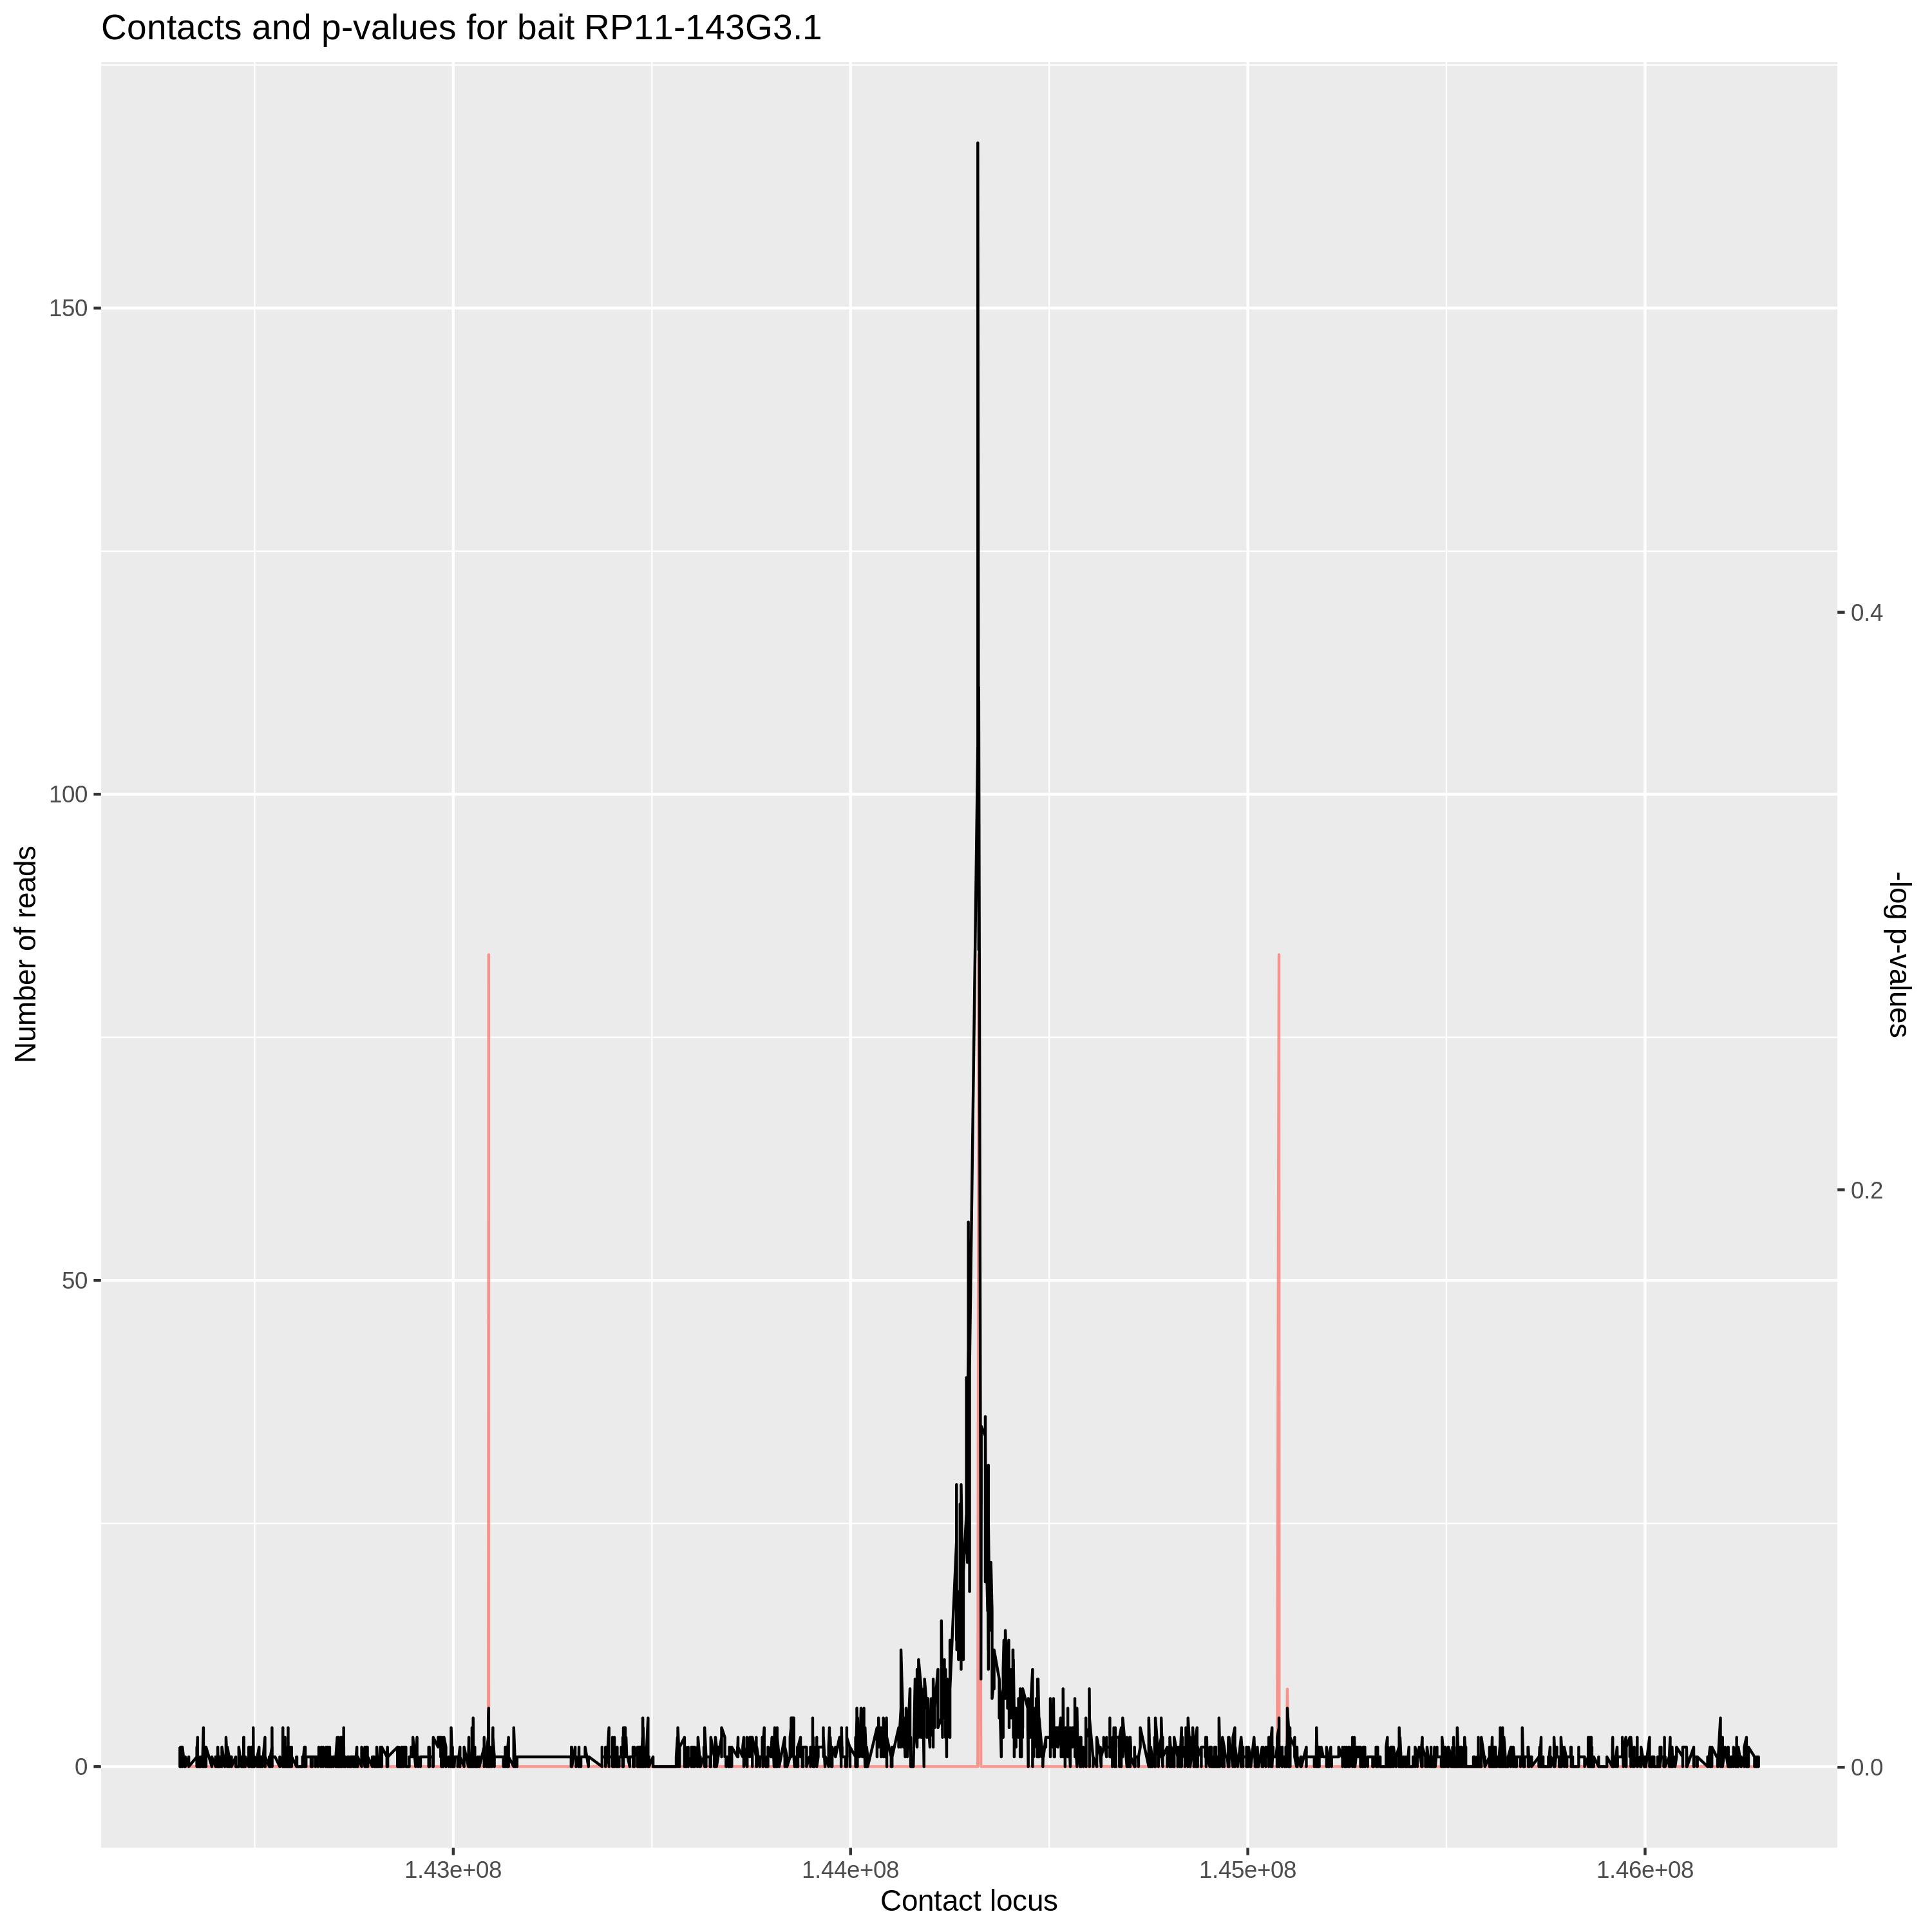 Contacts and p-values for bait RP11-143G3.1
150
100
50
0
Number of reads
0.4
0.2
0.0
-log p-values
1.43e+08
1.44e+08
1.45e+08
1.46e+08
Contact locus